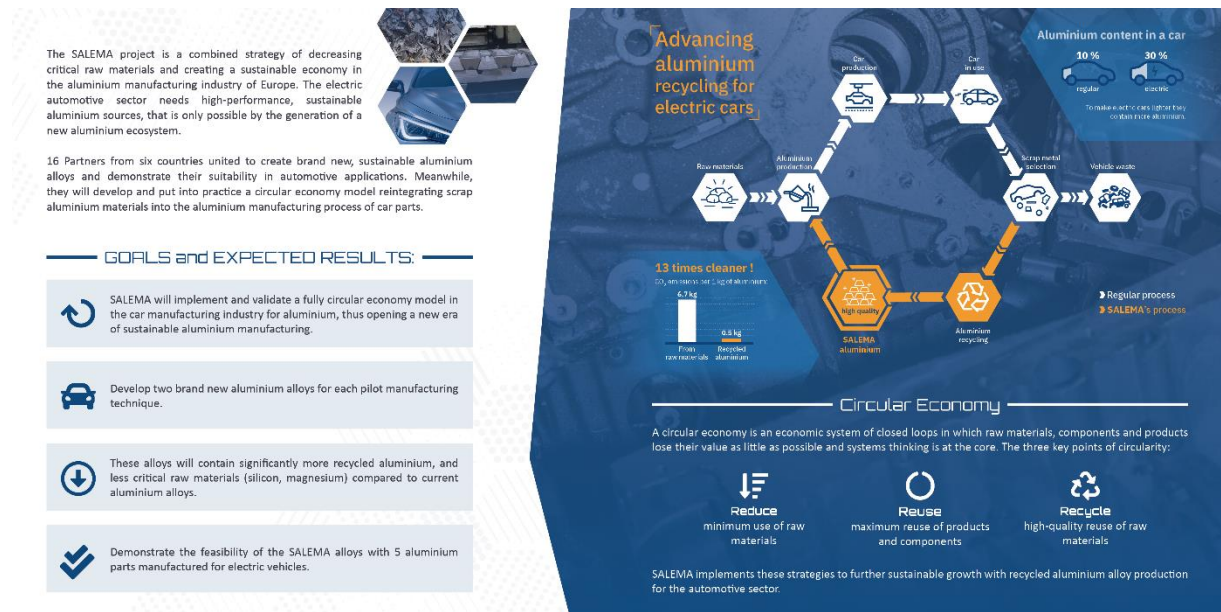 The SALEMA project is a combined strategy of decreasing
critical raw materials and creating a sustainable economy in
the aluminium manufacturing industry of Europe. The electric
automotive sector needs high-performance, sustainable
aluminium sources, that is only possible by the generation of a
new aluminium ecosystem.
16 Partners from six countries united to create brand new, sustainable aluminium
alloys and demonstrate their suitability in automotive applications. Meanwhile,
they will develop and put into practice a circular economy model reintegrating scrap
aluminium materials into the aluminium manufacturing process of car parts.
GOALS and EXPECTED RESULTS:
SALEMA will implement and validate a fully circular economy model in
the car manufacturing industry for aluminium, thus opening a new era
of sustainable aluminium manufacturing.
Develop two brand new aluminium alloys for each pilot manufacturing
technique.
These alloys will contain significantly more recycled aluminium, and
less critical raw materials (silicon, magnesium) compared to current
aluminium alloys.
Demonstrate the feasibility of the SALEMA alloys with 5 aluminium
parts manufactured for electric vehicles.
Advancing
aluminium
recycling for
electric cars
Car
production
Car
in use
Aluminium content in a car
10 %
regular
30 %
electric
To make electric cars lighter they
contain more aluminium.
Raw materials
Aluminium
production
Scrap metal
selection
Vehicle waste
13 times cleaner !
CO2 emissions per 1 kg of aluminium:
6.7 kg
0.5 kg
From
raw materials
Recycled
aluminium
high quality
SALEMA
aluminium
Aluminium
recycling
Regular process
SALEMA's process
Circular Economy
A circular economy is an economic system of closed loops in which raw materials, components and products
lose their value as little as possible and systems thinking is at the core. The three key points of circularity:
Reduce
minimum use of raw
materials
Reuse
maximum reuse of products
and components
Recycle
high-quality reuse of raw
materials
SALEMA implements these strategies to further sustainable growth with recycled aluminium alloy production
for the automotive sector.